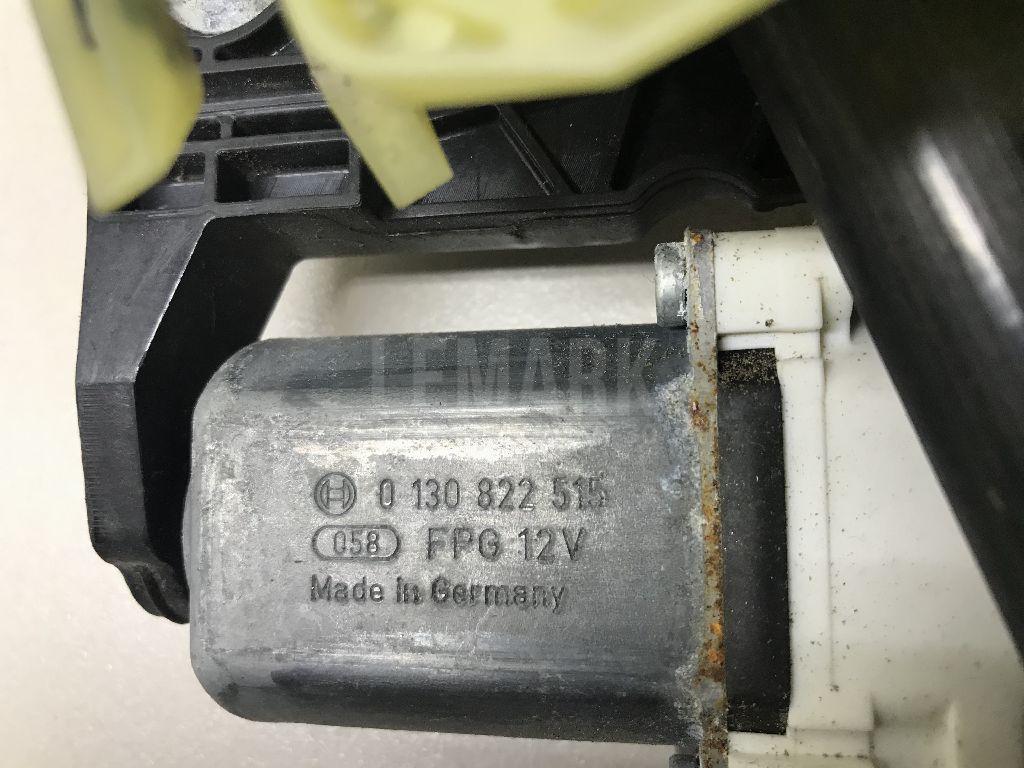 LEMARK
0 130 822 515
058 FPG 12V
Made in Germany